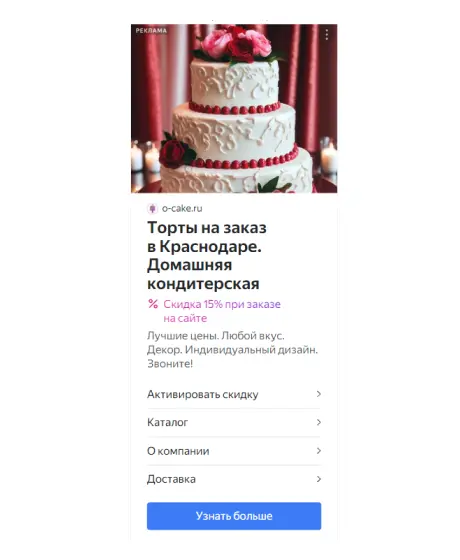 РЕКЛАМА
o-cake.ru
Торты на заказ
в Краснодаре.
Домашняя
кондитерская
% Скидка 15% при заказе
на сайте
Лучшие цены. Любой вкус.
Декор. Индивидуальный дизайн.
Звоните!
Активировать скидку
Каталог
О компании
Доставка
Узнать больше